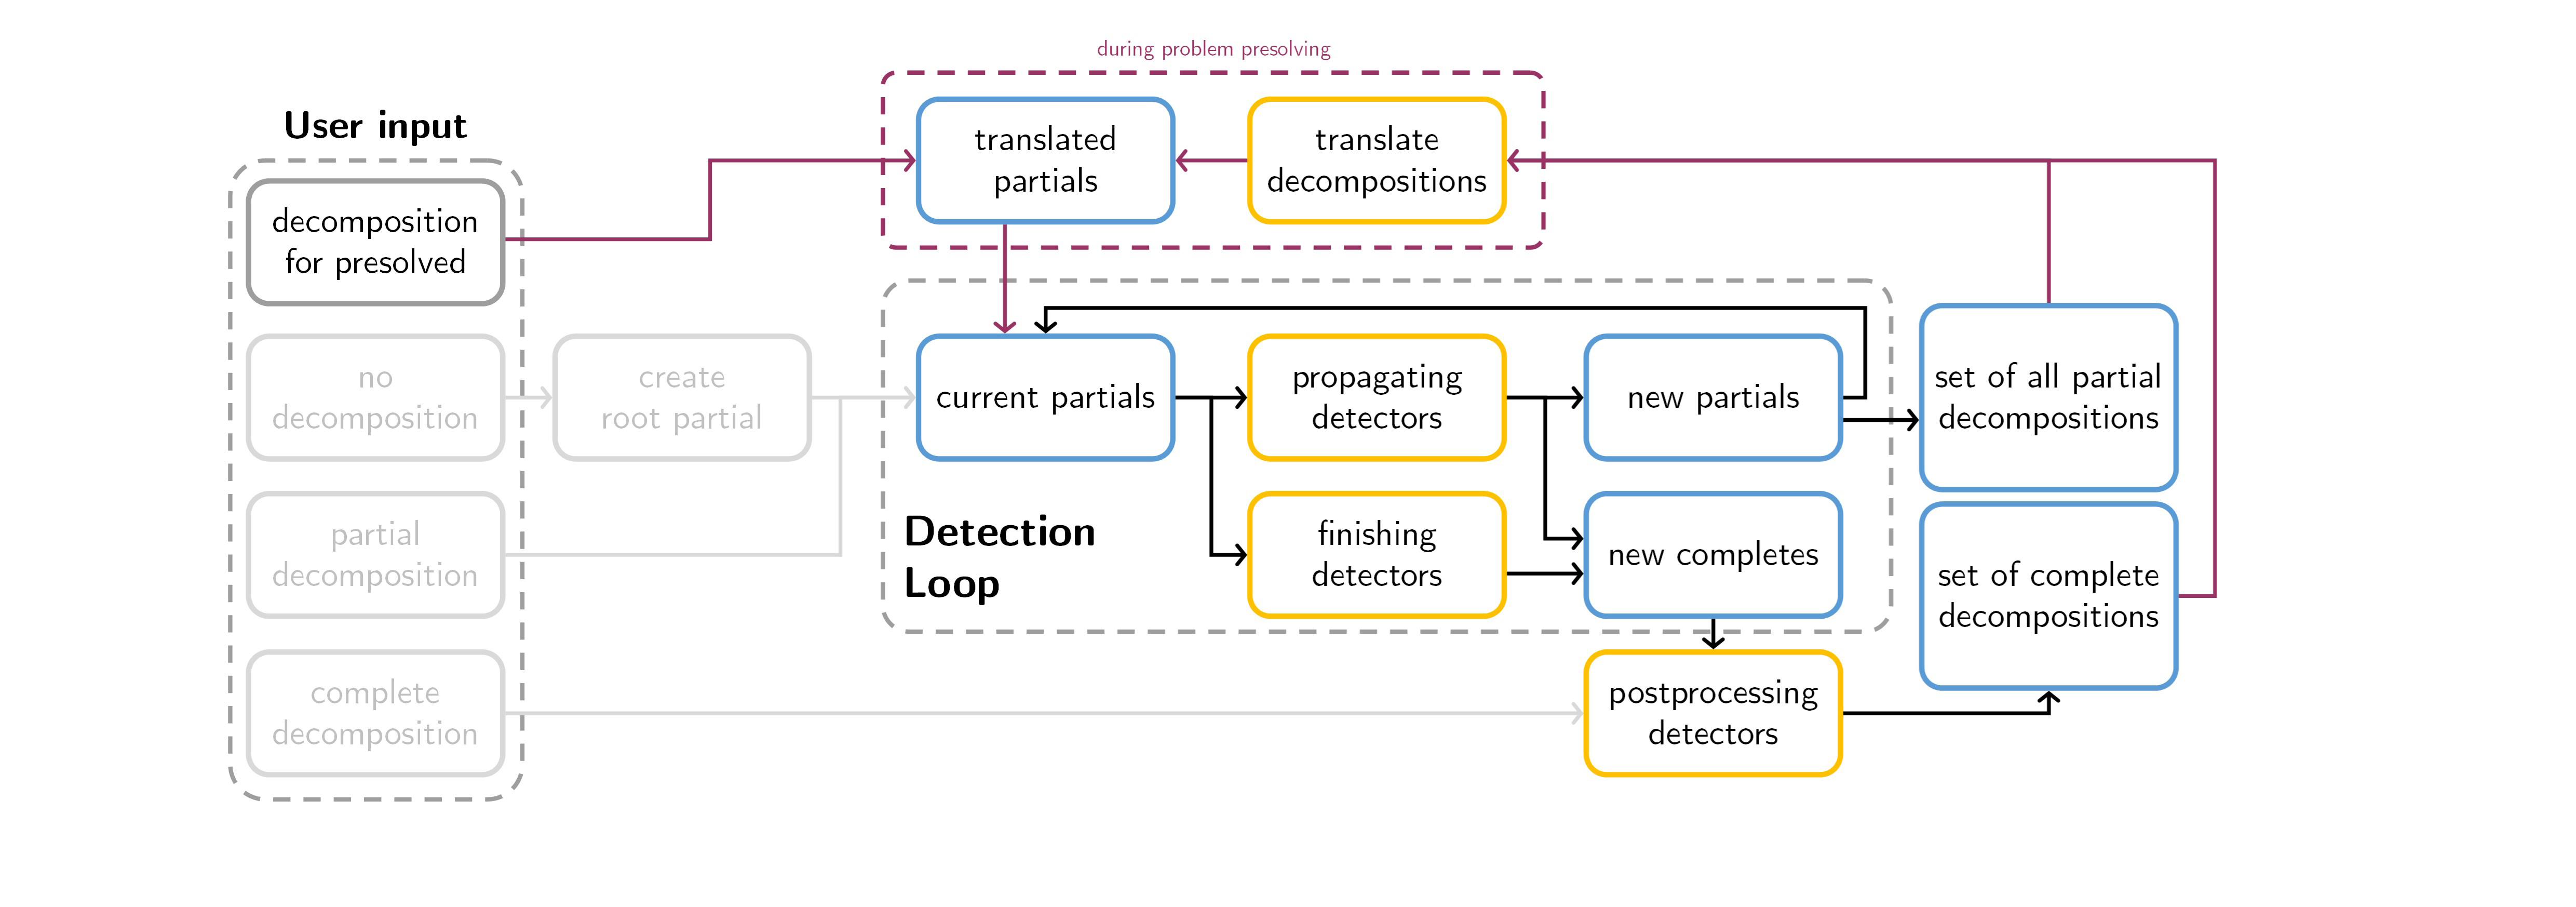 during problem presolving
User input
decomposition
for presolved
translated
partials
translate
decompositions
no
decomposition
create
root partial
current partials
propagating
detectors
new partials
set of all partial
decompositions
partial
decomposition
Detection
Loop
finishing
detectors
new completes
set of complete
decompositions
complete
decomposition
postprocessing
detectors